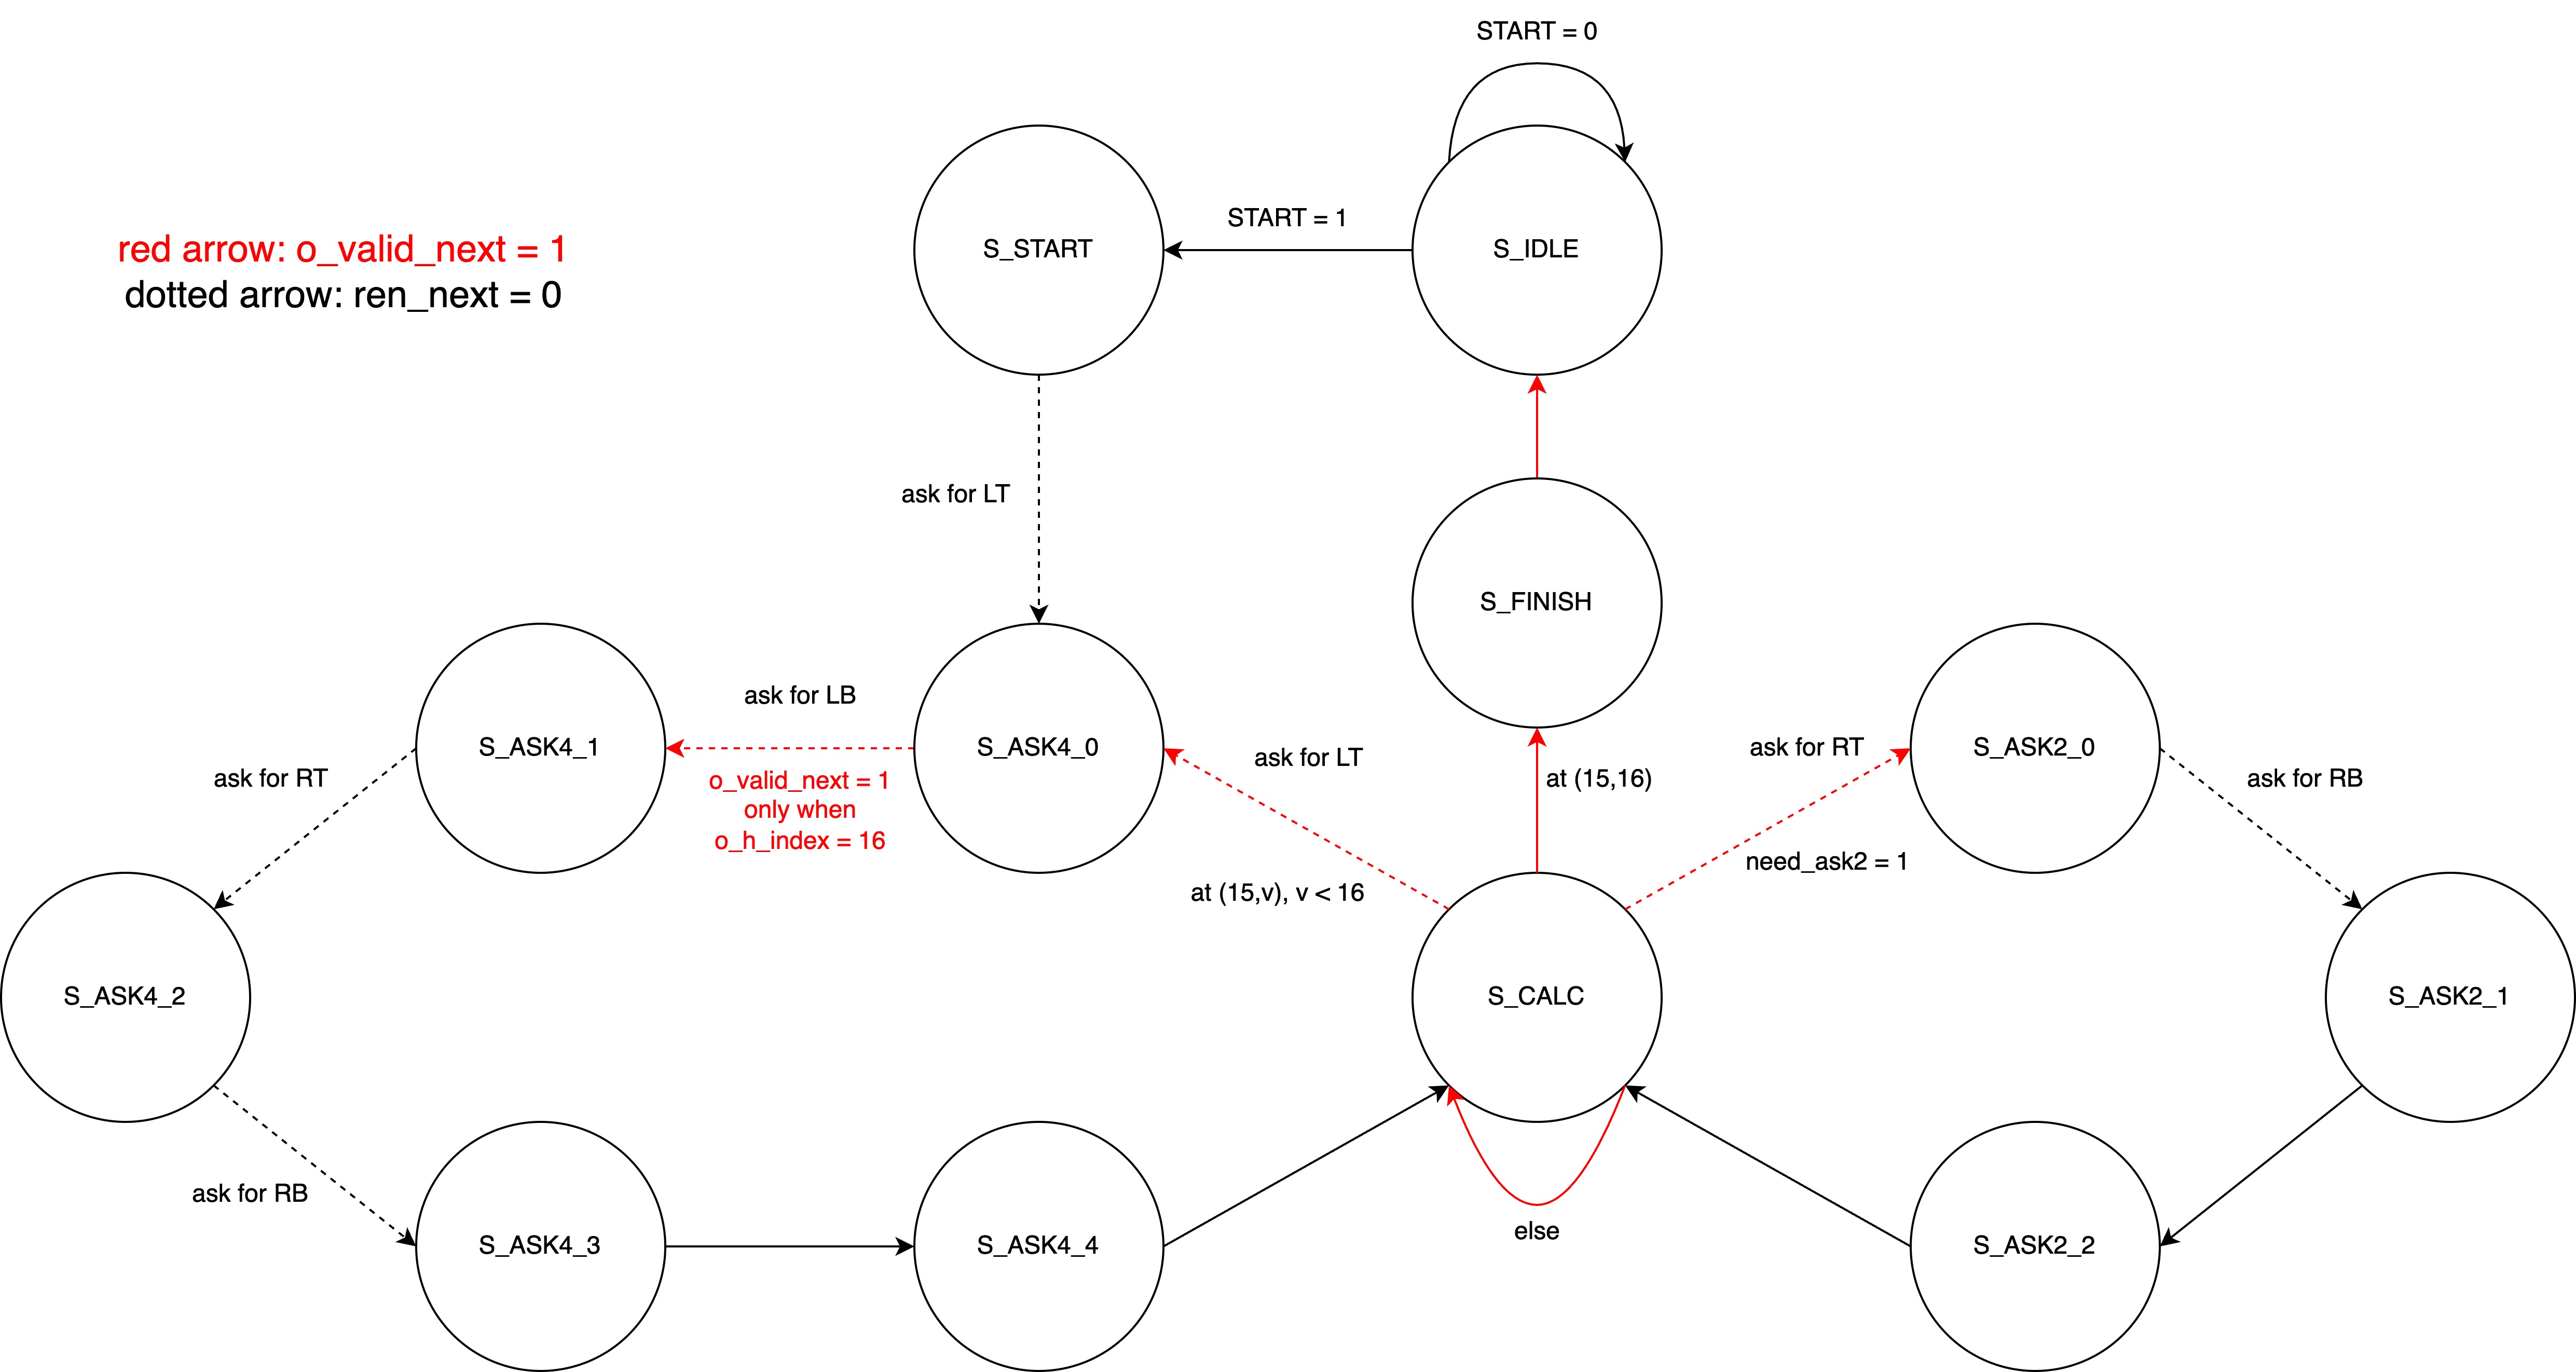 START = 0
red arrow: o_valid_next = 1
dotted arrow: ren_next = 0
S_START
START = 1
S_IDLE
ask for LT
S_FINISH
ask for LB
S_ASK4_1
S_ASK4_0
o_valid_next = 1
only when
o_h_index = 16
ask for RT
ask for LT
at (15,v), v < 16
at (15,16)
ask for RT
need_ask2 = 1
S_ASK2_0
ask for RB
S_ASK4_2
S_CALC
S_ASK2_1
ask for RB
S_ASK4_3
S_ASK4_4
else
S_ASK2_2